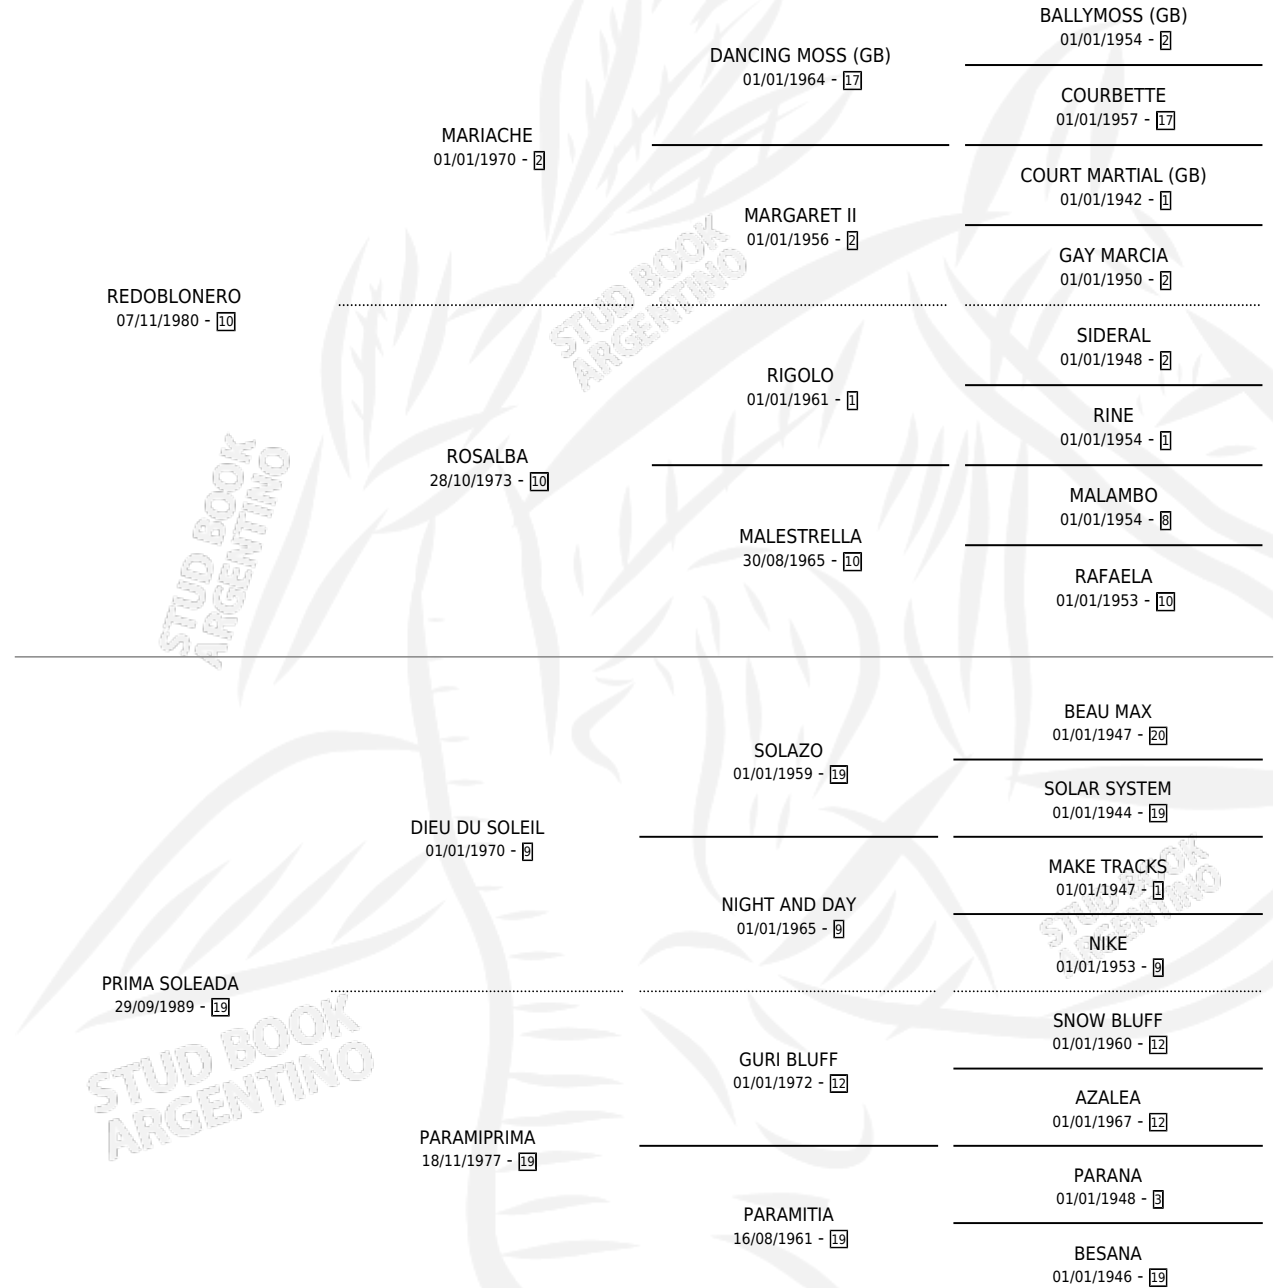 BALLYMOSS (GB)
01/01/1954 - 2
DANCING MOSS (GB)
01/01/1964 - 17
COURBETTE
01/01/1957 - 17
MARIACHE
01/01/1970 - 2
COURT MARTIAL (GB)
01/01/1942 - 1
MARGARET II
01/01/1956 - 2
GAY MARCIA
01/01/1950 - 2
REDOBLONERO
07/11/1980 - 10
SIDERAL
01/01/1948 - 2
RIGOLO
01/01/1961 - 1
RINE
01/01/1954 - 1
ROSALBA
28/10/1973 - 10
MALAMBO
01/01/1954 - 8
MALESTRELLA
30/08/1965 - 10
RAFAELA
01/01/1953 - 10
BEAU MAX
01/01/1947 - 20
SOLAZO
01/01/1959 - 19
SOLAR SYSTEM
01/01/1944 - 19
DIEU DU SOLEIL
01/01/1970 - 9
MAKE TRACKS
01/01/1947 - 1
NIGHT AND DAY
01/01/1965 - 9
NIKE
01/01/1953 - 9
PRIMA SOLEADA
29/09/1989 - 19
SNOW BLUFF
01/01/1960 - 12
GURI BLUFF
01/01/1972 - 12
AZALEA
01/01/1967 - 12
PARAMIPRIMA
18/11/1977 - 19
PARANA
01/01/1948 - 3
PARAMITIA
16/08/1961 - 19
BESANA
01/01/1946 - 19
STUD BOOK
ARGENTINO
STUD BOOK
ARGENTINO
STUD BOOK
ARGENTINO
STUD BOOK
ARGENTINO